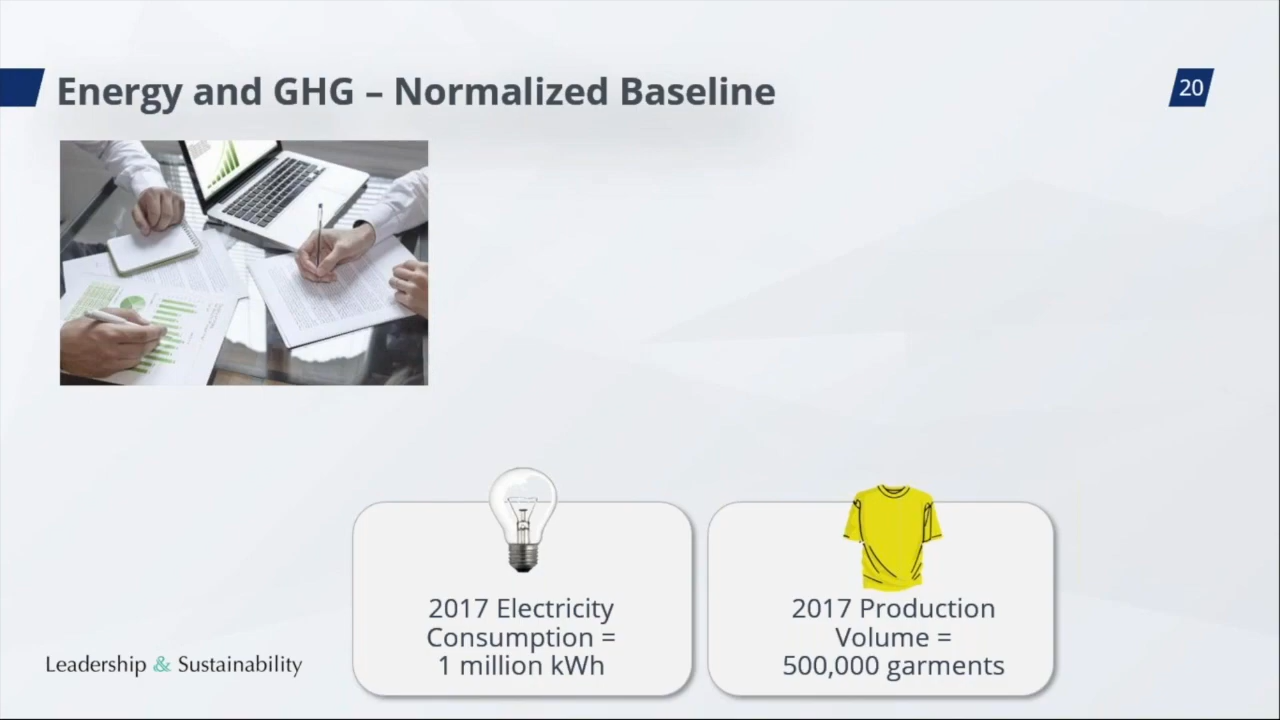 Energy and GHG – Normalized Baseline
20
2017 Electricity
Consumption =
1 million kWh
2017 Production
Volume =
500,000 garments
Leadership & Sustainability